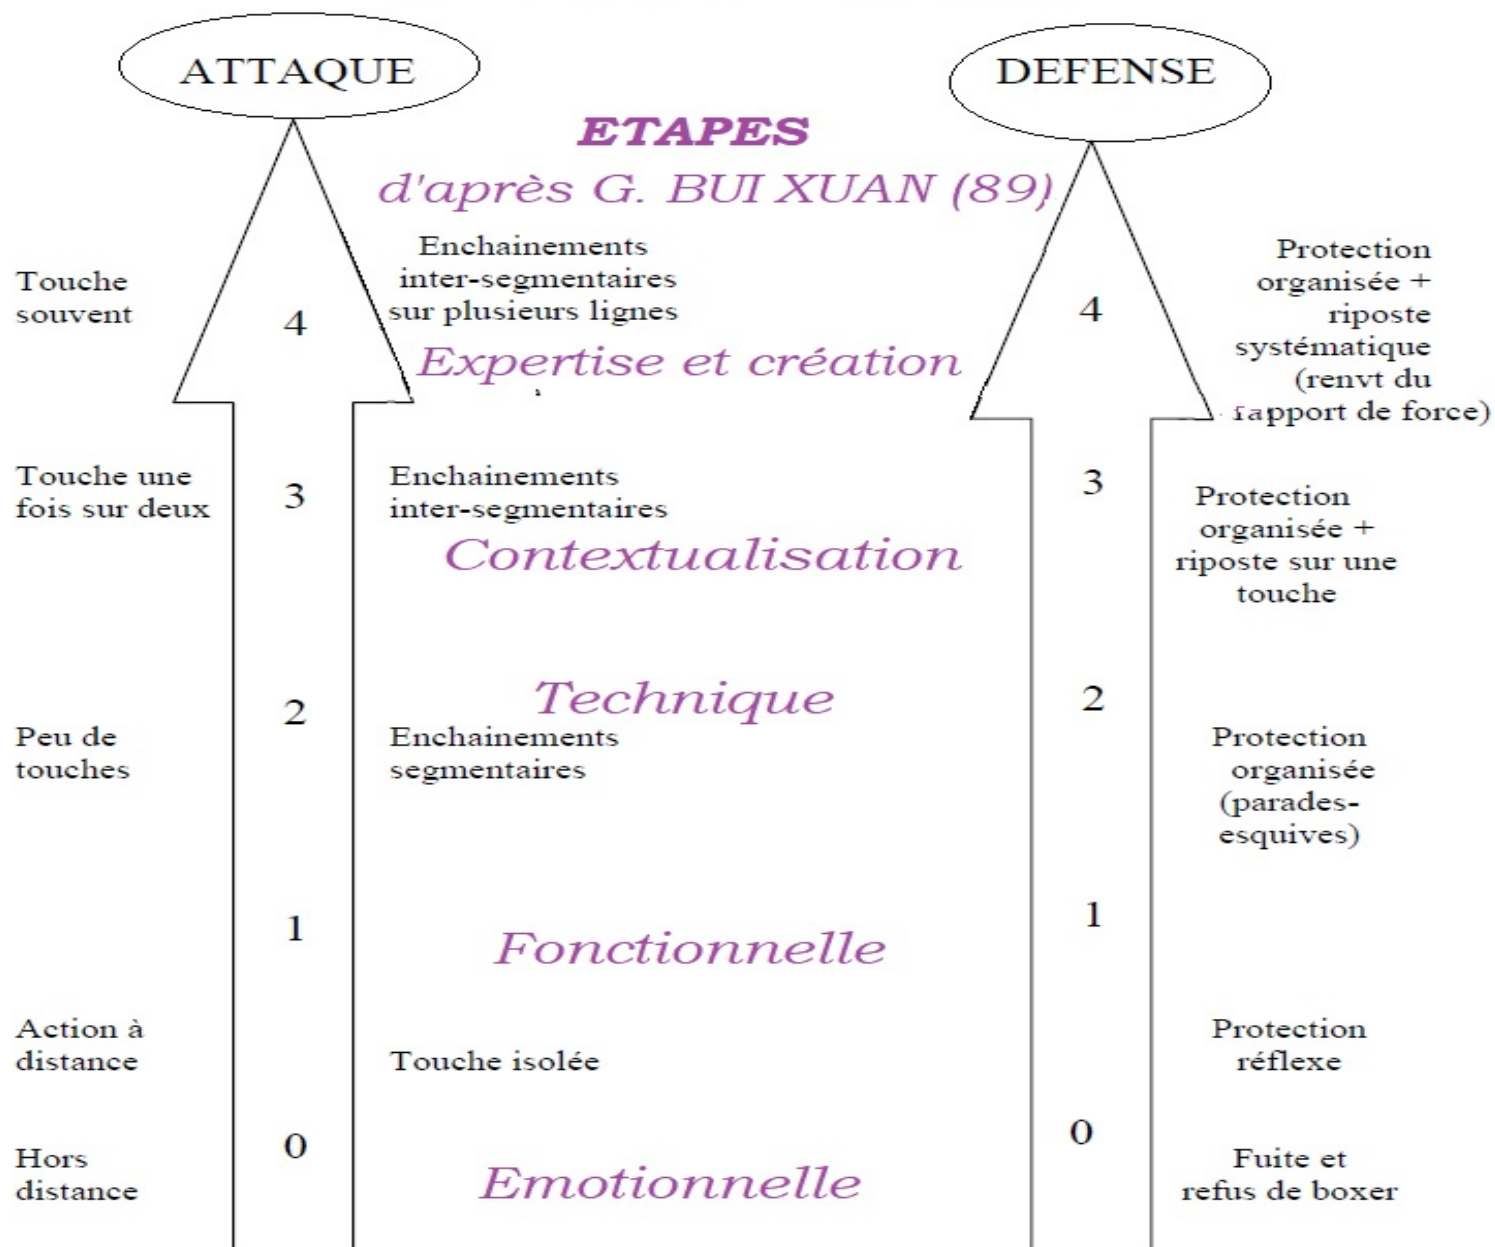 ATTAQUE
DEFENSE
ETAPES
d'après G. BUI XUAN (89)
Touche
souvent
4
Enchainements
inter-segmentaires
sur plusieurs lignes
Expertise et création
4
Protection
organisée +
riposte
systématique
(renvt du
rapport de force)
Touche une
fois sur deux
3
Enchainements
inter-segmentaires
Contextualisation
3
Protection
organisée +
riposte sur une
touche
Technique
2
2
Peu de
touches
Enchainements
segmentaires
Protection
organisée
(parades-
esquives)
1
Fonctionnelle
1
Action à
distance
Touche isolée
Protection
réflexe
0
0
Hors
distance
Emotionnelle
Fuite et
refus de boxer